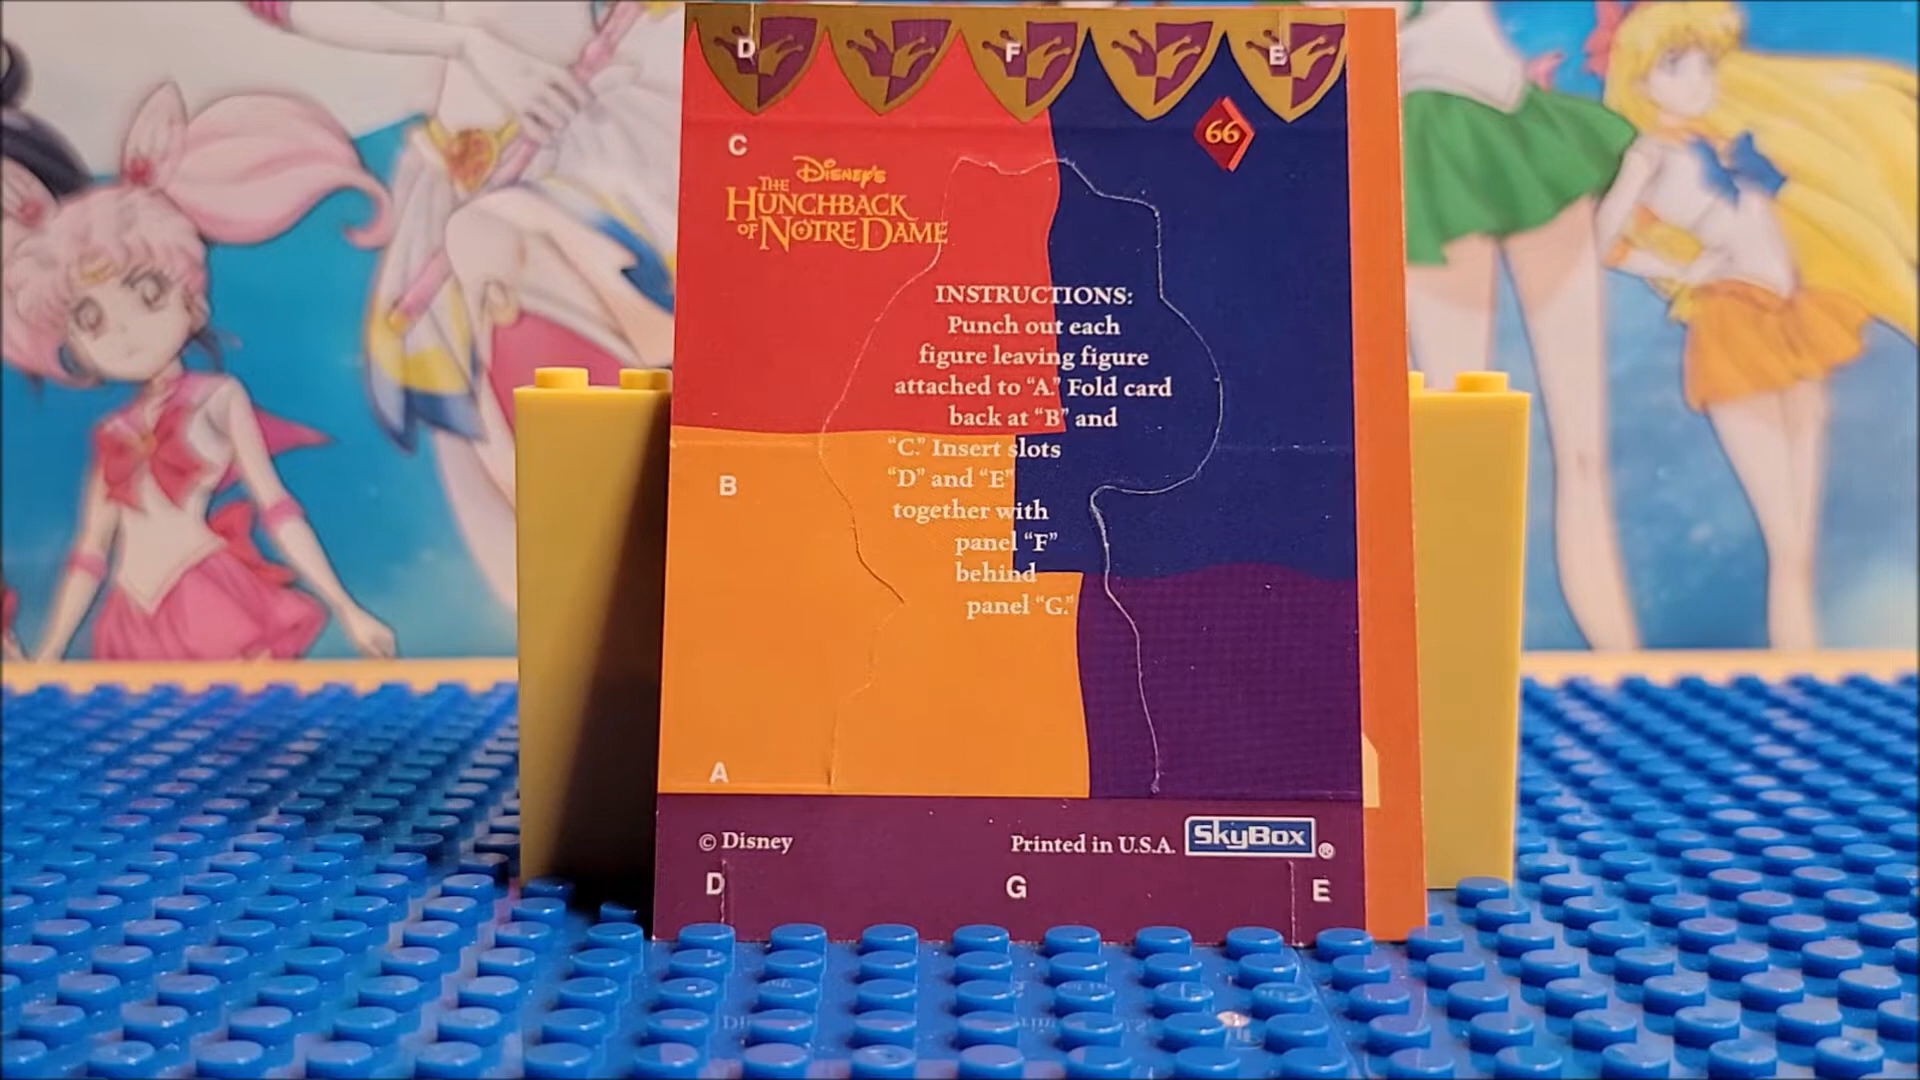 D F E
66
C
Disney's
THE
HUNCHBACK
OF NOTRE DAME
INSTRUCTIONS:
Punch out each
figure leaving figure
attached to “A.” Fold card
back at “B” and
“C.” Insert slots
“D” and “E”
together with
panel “F”
behind
panel “G.”
B
A
© Disney
Printed in U.S.A. SkyBox ®
D G E